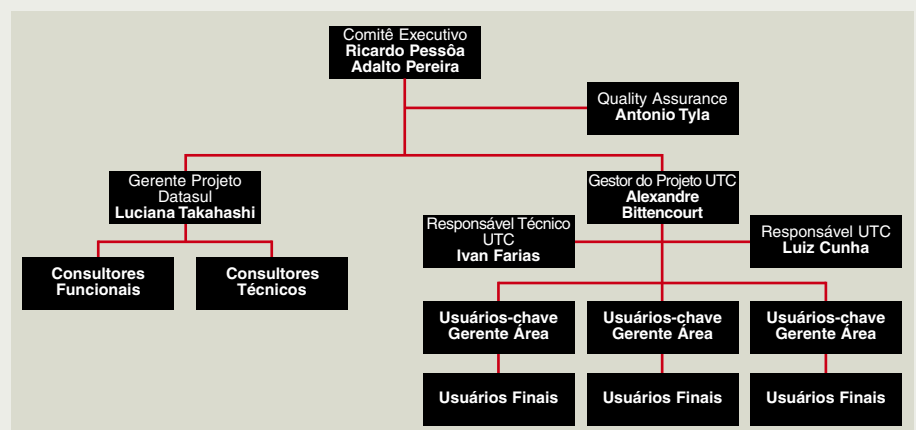 Comitê Executivo
Ricardo Pessôa
Adalto Pereira
Quality Assurance
Antonio Tyla
Gerente Projeto
Datasul
Luciana Takahashi
Gestor do Projeto UTC
Alexandre
Bittencourt
Responsável Técnico
UTC
Ivan Farias
Responsável UTC
Luiz Cunha
Consultores
Funcionais
Consultores
Técnicos
Usuários-chave
Gerente Área
Usuários-chave
Gerente Área
Usuários-chave
Gerente Área
Usuários Finais
Usuários Finais
Usuários Finais